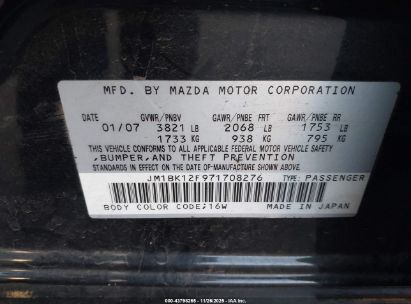 MFD. BY MAZDA MOTOR CORPORATION
DATE GVWR/PNBV GAWR/PNBE FRT GAWR/PNBE RR
01/07 3821 LB 2068 LB 1753 LB
1733 KG 938 KG 795 KG
THIS VEHICLE CONFORMS TO ALL APPLICABLE FEDERAL MOTOR VEHICLE SAFETY
,BUMPER,AND THEFT PREVENTION
STANDARDS IN EFFECT ON THE DATE OF MANUFACTURE SHOWN ABOVE.
JM1BK12F971708276 TYPE: PASSENGER
BODY COLOR CODE;16W MADE IN JAPAN